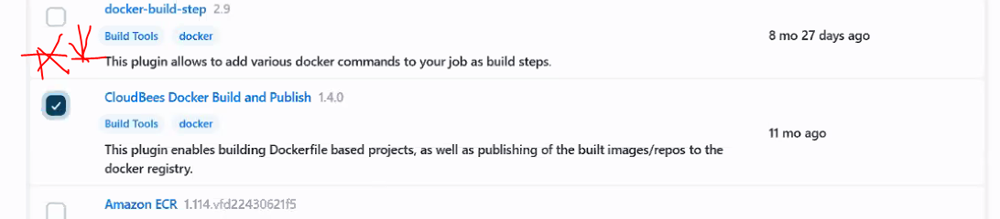 docker-build-step 2.9
Build Tools docker
8 mo 27 days ago
This plugin allows to add various docker commands to your job as build steps.
CloudBees Docker Build and Publish 1.4.0
Build Tools docker
11 mo ago
This plugin enables building Dockerfile based projects, as well as publishing of the built images/repos to the
docker registry.
Amazon ECR 1.114.vfd22430621f5